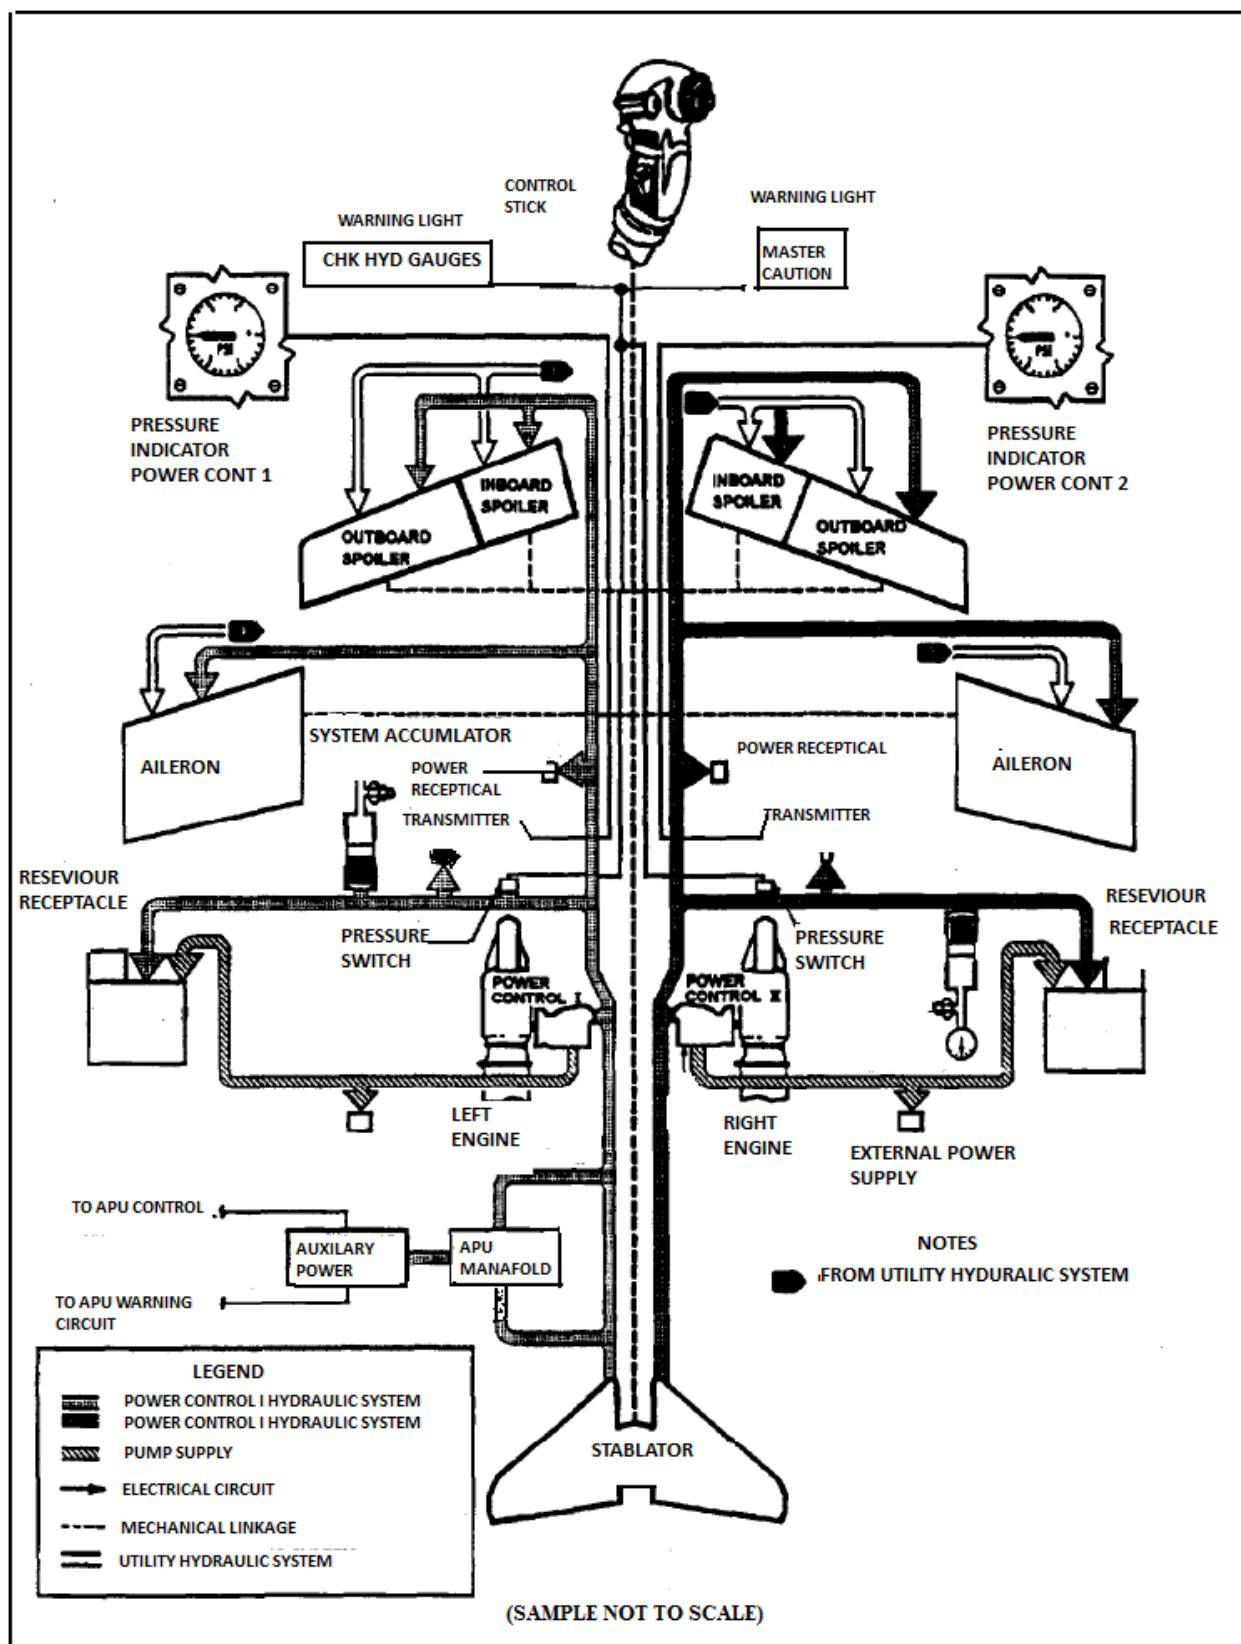 CONTROL
STICK
WARNING LIGHT
CHK HYD GAUGES
WARNING LIGHT
MASTER
CAUTION
PSI
PRESSURE
INDICATOR
POWER CONT 1
PSI
PRESSURE
INDICATOR
POWER CONT 2
INBOARD
SPOILER
OUTBOARD
SPOILER
INBOARD
SPOILER
OUTBOARD
SPOILER
AILERON
SYSTEM ACCUMLATOR
POWER
RECEPTICAL
TRANSMITTER
POWER RECEPTICAL
TRANSMITTER
AILERON
RESEVIOUR
RECEPTACLE
PRESSURE
SWITCH
POWER
CONTROL I
POWER
CONTROL II
PRESSURE
SWITCH
RESEVIOUR
RECEPTACLE
LEFT
ENGINE
RIGHT
ENGINE
EXTERNAL POWER
SUPPLY
TO APU CONTROL
AUXILARY
POWER
APU
MANAFOLD
TO APU WARNING
CIRCUIT
NOTES
FROM UTILITY HYDURALIC SYSTEM
LEGEND
POWER CONTROL I HYDRAULIC SYSTEM
POWER CONTROL I HYDRAULIC SYSTEM
PUMP SUPPLY
ELECTRICAL CIRCUIT
MECHANICAL LINKAGE
UTILITY HYDRAULIC SYSTEM
STABLATOR
(SAMPLE NOT TO SCALE)